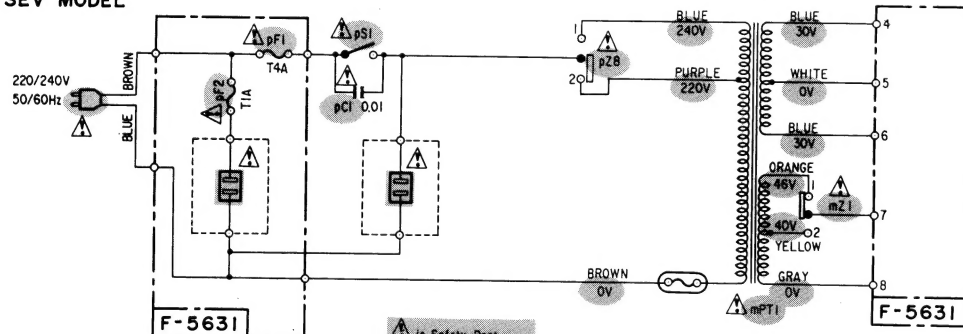 SEV MODEL
220/240V
50/60Hz
BROWN
BLUE
pF1
T4A
pF2
T1A
pS1
pC1 0.01
1
pZ8
2
BLUE
240V
PURPLE
220V
BLUE
30V
4
WHITE
0V
5
BLUE
30V
6
ORANGE
46V
1
mZ1
7
40V
2
YELLOW
BROWN
0V
GRAY
0V
8
mPT1
F-5631
F-5631
is Safety Part